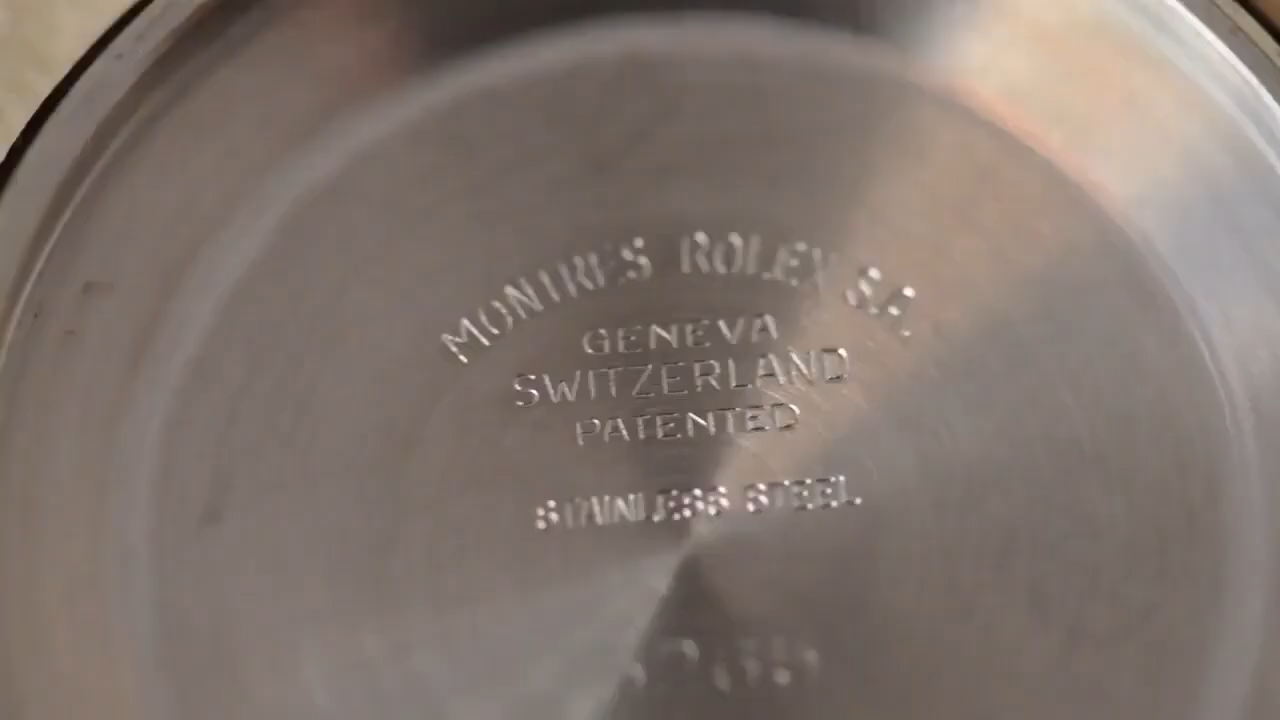 MONTRES ROLEX S.A.
GENEVA
SWITZERLAND
PATENTED
STAINLESS STEEL